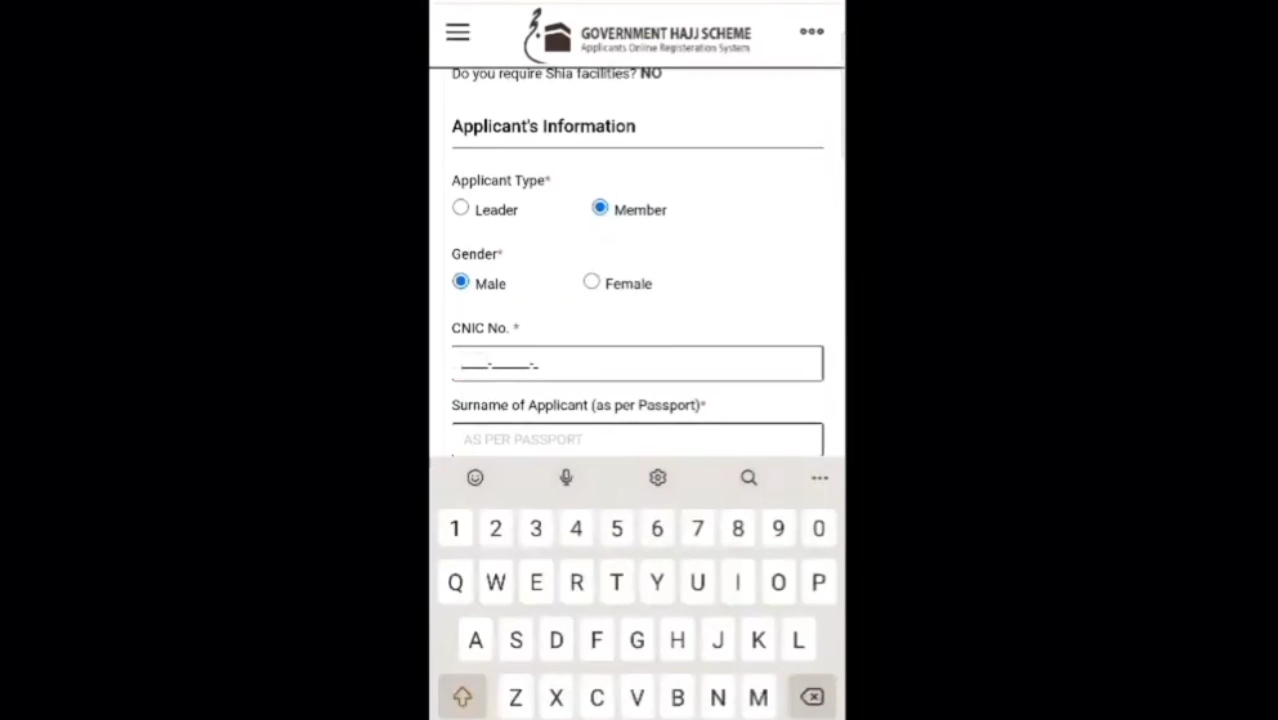 GOVERNMENT HAJJ SCHEME
Applicants Online Registeration System
Do you require Shia facilities? NO
Applicant's Information
Applicant Type*
Leader Member
Gender*
Male Female
CNIC No. *
_____-_______-_
Surname of Applicant (as per Passport)*
AS PER PASSPORT
1 2 3 4 5 6 7 8 9 0
Q W E R T Y U I O P
A S D F G H J K L
Z X C V B N M